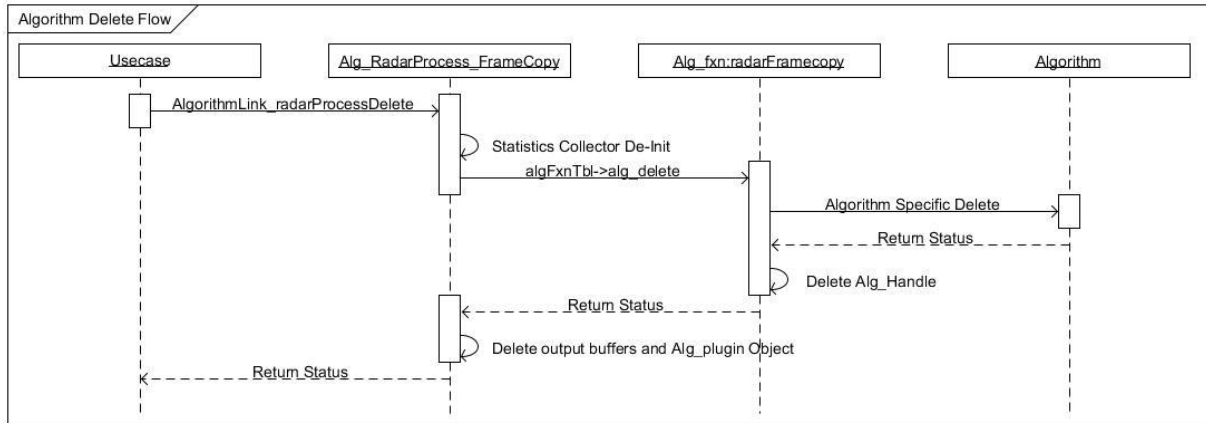 Algorithm Delete Flow
Usecase
Alg_RadarProcess_FrameCopy
Alg_fxn:radarFramecopy
Algorithm
AlgorithmLink_radarProcessDelete
Statistics Collector De-Init
algFxnTbl->alg_delete
Algorithm Specific Delete
Return Status
Delete Alg_Handle
Return Status
Delete output buffers and Alg_plugin Object
Return Status